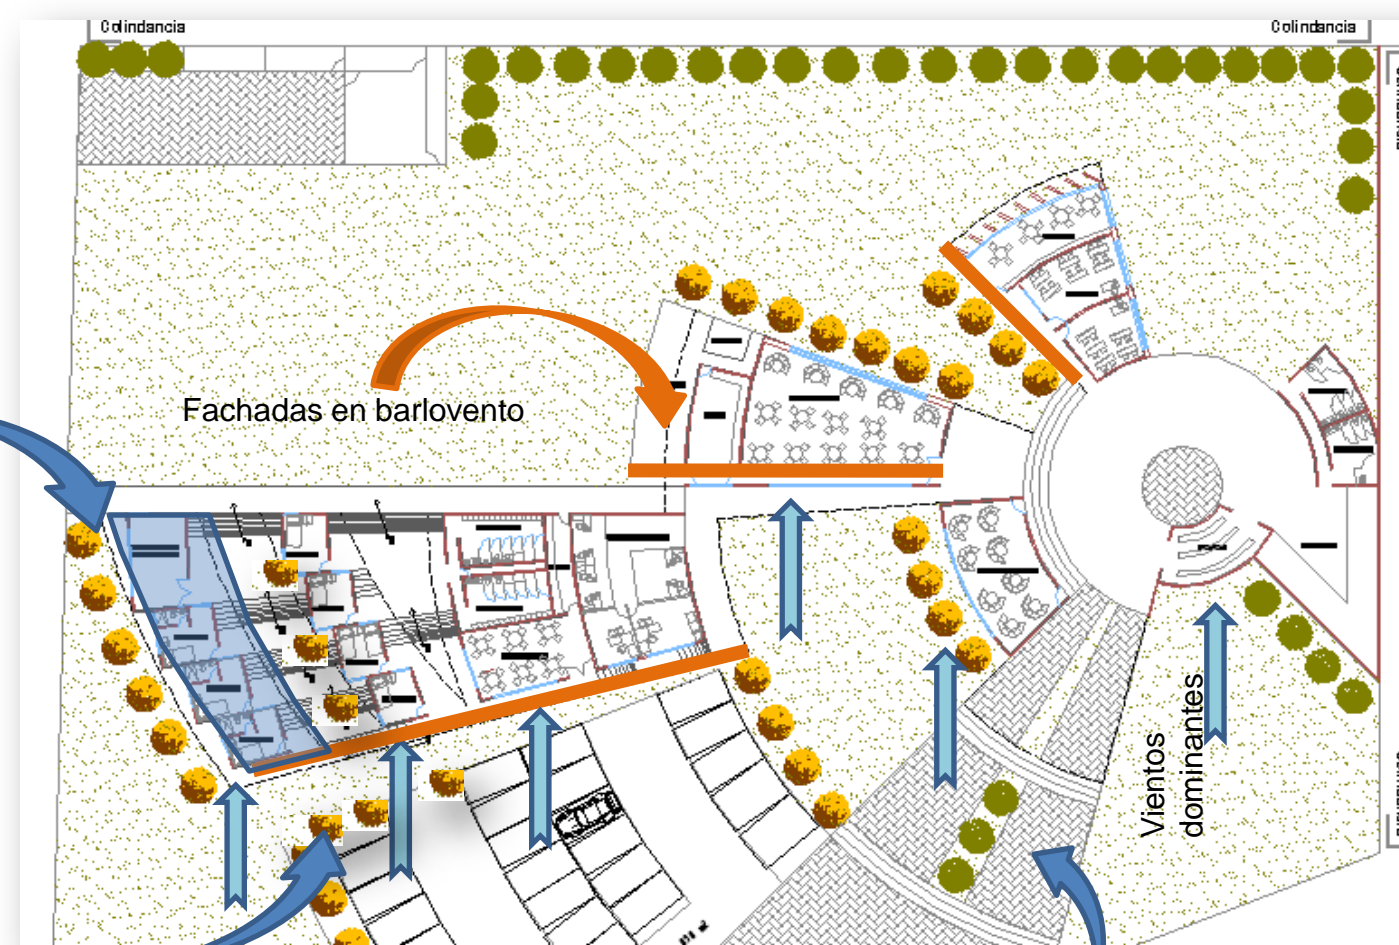 Colindancia
Colindancia
Fachadas en barlovento
Vientos
dominantes